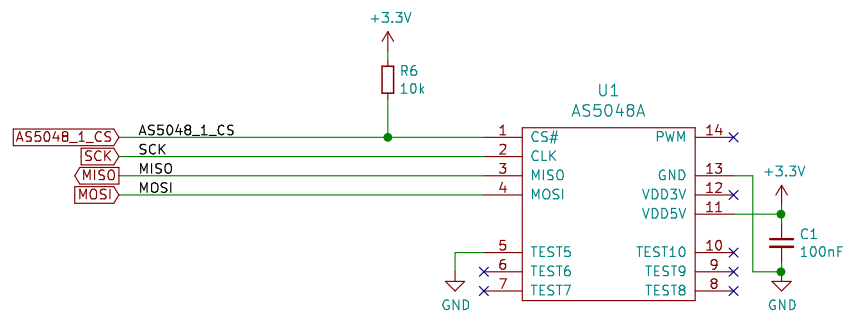 +3.3V
R6
10k
U1
AS5048A
AS5048_1_CS
AS5048_1_CS
1
CS#
PWM
14
SCK
SCK
2
CLK
MISO
MISO
3
MISO
GND
13
+3.3V
MOSI
MOSI
4
MOSI
VDD3V
12
VDD5V
11
C1
100nF
5
TEST5
TEST10
10
6
TEST6
TEST9
9
7
TEST7
TEST8
8
GND
GND